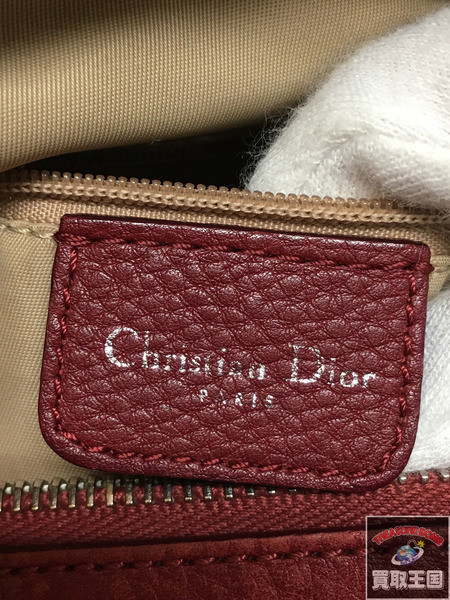 Christian Dior
PARIS
買取王国